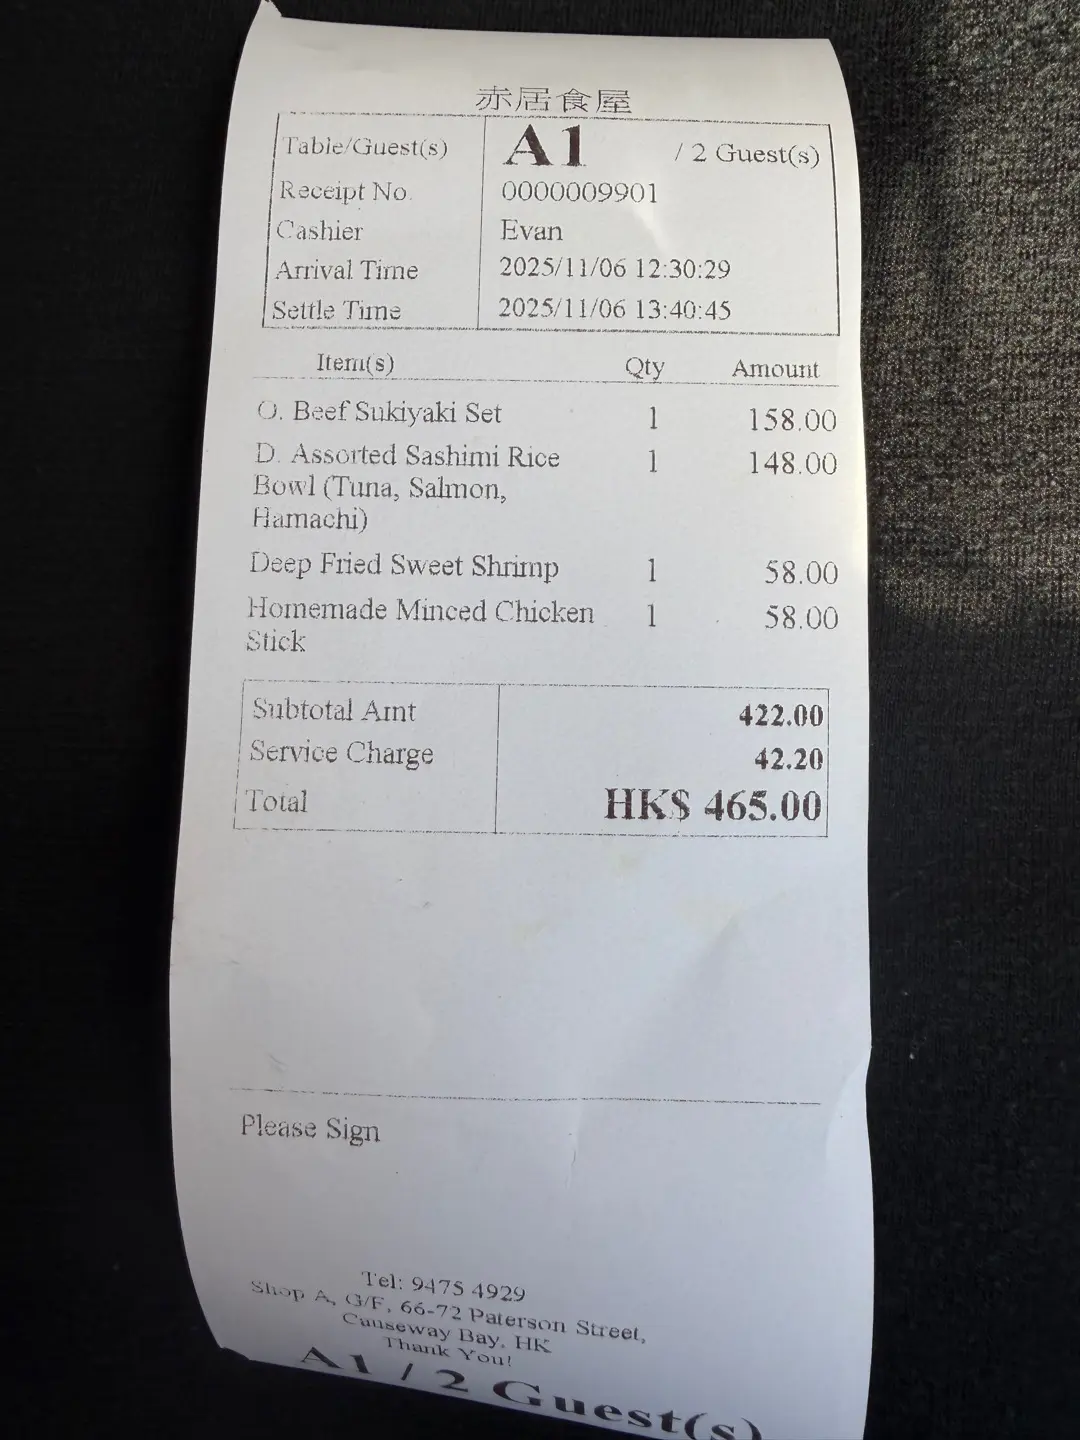 赤居食屋
Table/Guest(s) A1 / 2 Guest(s)
Receipt No. 0000009901
Cashier Evan
Arrival Time 2025/11/06 12:30:29
Settle Time 2025/11/06 13:40:45
Item(s) Qty Amount
O. Beef Sukiyaki Set 1 158.00
D. Assorted Sashimi Rice 1 148.00
Bowl (Tuna, Salmon,
Hamachi)
Deep Fried Sweet Shrimp 1 58.00
Homemade Minced Chicken 1 58.00
Stick
Subtotal Amt 422.00
Service Charge 42.20
Total HK$ 465.00
Please Sign
Tel: 9475 4929
Shop A, G/F, 66-72 Paterson Street,
Causeway Bay, HK
Thank You!
A1 / 2 Guest(s)